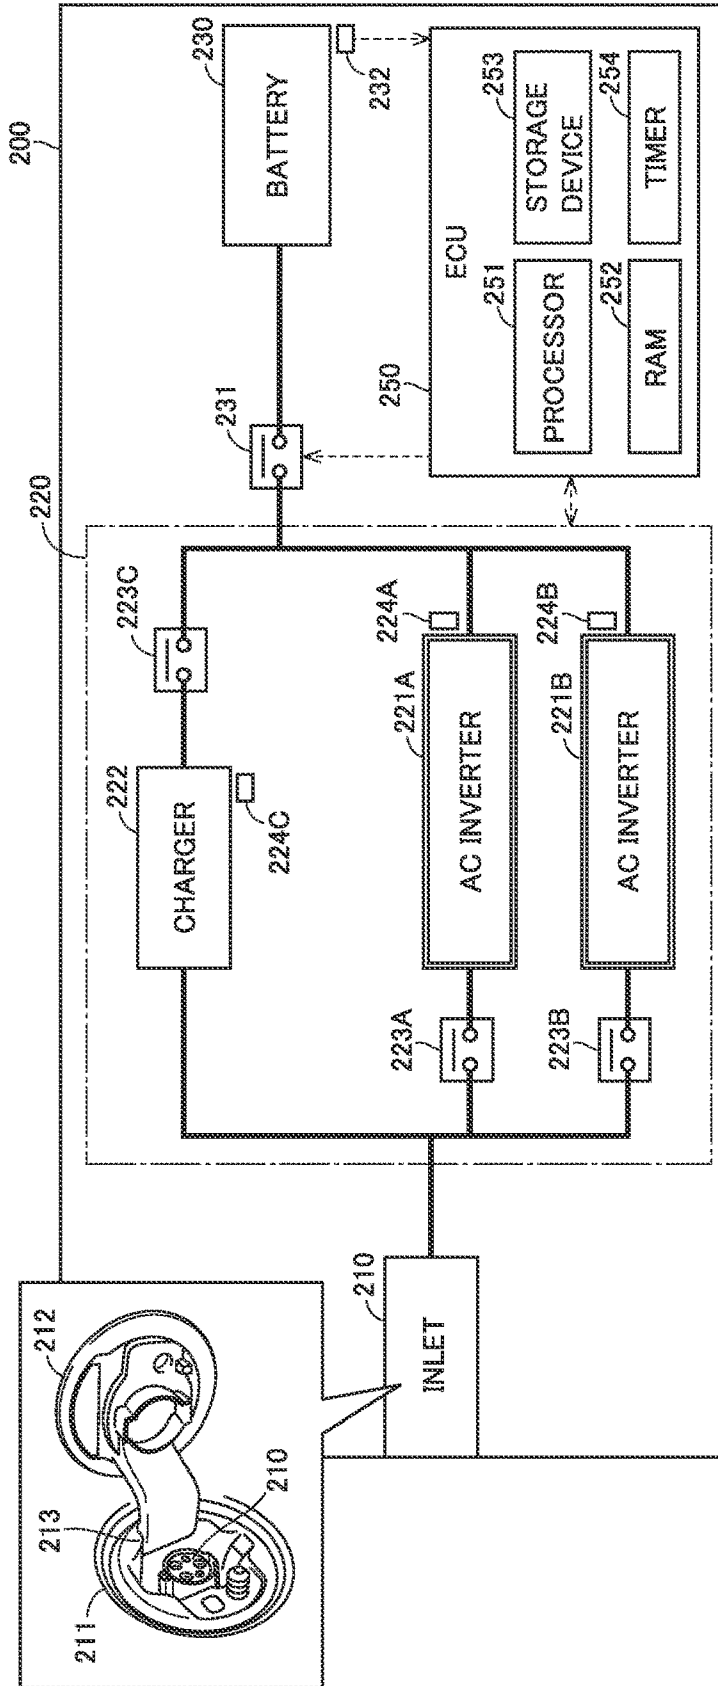 200
212
213
210
211
INLET
210
220
CHARGER
222
224C
223C
AC INVERTER
221A
224A
223A
AC INVERTER
221B
224B
223B
231
BATTERY
230
232
250
ECU
PROCESSOR
251
STORAGE
DEVICE
253
RAM
252
TIMER
254